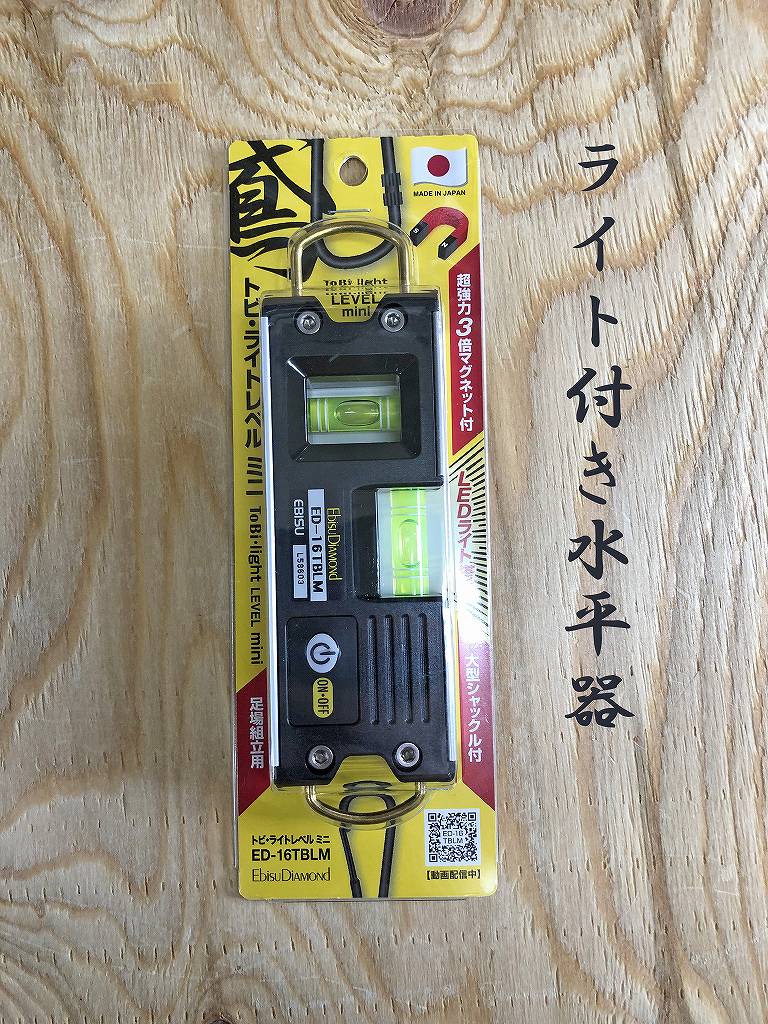 ライト付き水平器
鳶
MADE IN JAPAN
S
N
ToBi・light
LEVEL
mini
トビ・ライトレベル ミニ ToBi・light LEVEL mini
超強力3倍マグネット付
LEDライト
大型シャックル付
足場組立用
EbisuDiamond
ED-16TBLM
EBISU
L58603
ON・OFF
トビ・ライトレベル ミニ
ED-16TBLM
EbisuDiamond
ED-16
TBLM
【動画配信中】